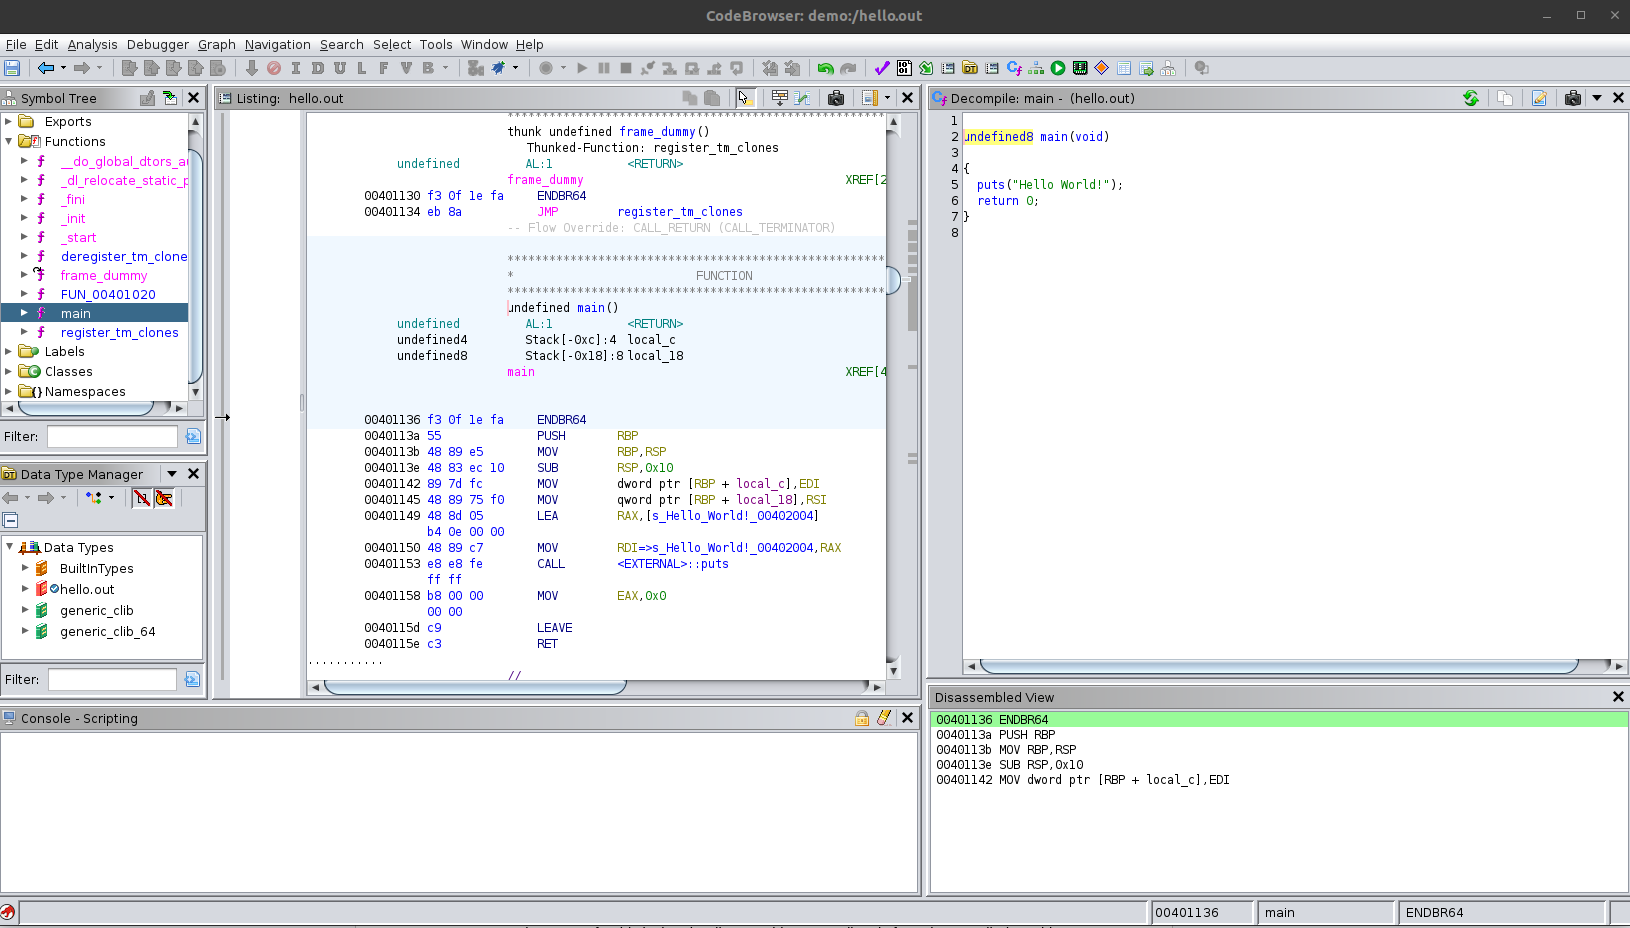 CodeBrowser: demo:/hello.out
File Edit Analysis Debugger Graph Navigation Search Select Tools Window Help
I D U L F V B
Symbol Tree
Exports
Functions
__do_global_dtors_au
_dl_relocate_static_p
_fini
_init
_start
deregister_tm_clone
frame_dummy
FUN_00401020
main
register_tm_clones
Labels
Classes
Namespaces
Filter:
Data Type Manager
Data Types
BuiltInTypes
hello.out
generic_clib
generic_clib_64
Filter:
Listing: hello.out
thunk undefined frame_dummy()
Thunked-Function: register_tm_clones
undefined AL:1 <RETURN>
frame_dummy XREF[2
00401130 f3 0f 1e fa ENDBR64
00401134 eb 8a JMP register_tm_clones
-- Flow Override: CALL_RETURN (CALL_TERMINATOR)
******************************************************
* FUNCTION
******************************************************
undefined main()
undefined AL:1 <RETURN>
undefined4 Stack[-0xc]:4 local_c
undefined8 Stack[-0x18]:8 local_18
main XREF[4
00401136 f3 0f 1e fa ENDBR64
0040113a 55 PUSH RBP
0040113b 48 89 e5 MOV RBP,RSP
0040113e 48 83 ec 10 SUB RSP,0x10
00401142 89 7d fc MOV dword ptr [RBP + local_c],EDI
00401145 48 89 75 f0 MOV qword ptr [RBP + local_18],RSI
00401149 48 8d 05 LEA RAX,[s_Hello_World!_00402004]
b4 0e 00 00
00401150 48 89 c7 MOV RDI=>s_Hello_World!_00402004,RAX
00401153 e8 e8 fe CALL <EXTERNAL>::puts
ff ff
00401158 b8 00 00 MOV EAX,0x0
00 00
0040115d c9 LEAVE
0040115e c3 RET
//
Decompile: main - (hello.out)
1
2 undefined8 main(void)
3
4 {
5 puts("Hello World!");
6 return 0;
7 }
8
Disassembled View
00401136 ENDBR64
0040113a PUSH RBP
0040113b MOV RBP,RSP
0040113e SUB RSP,0x10
00401142 MOV dword ptr [RBP + local_c],EDI
Console - Scripting
00401136 main ENDBR64